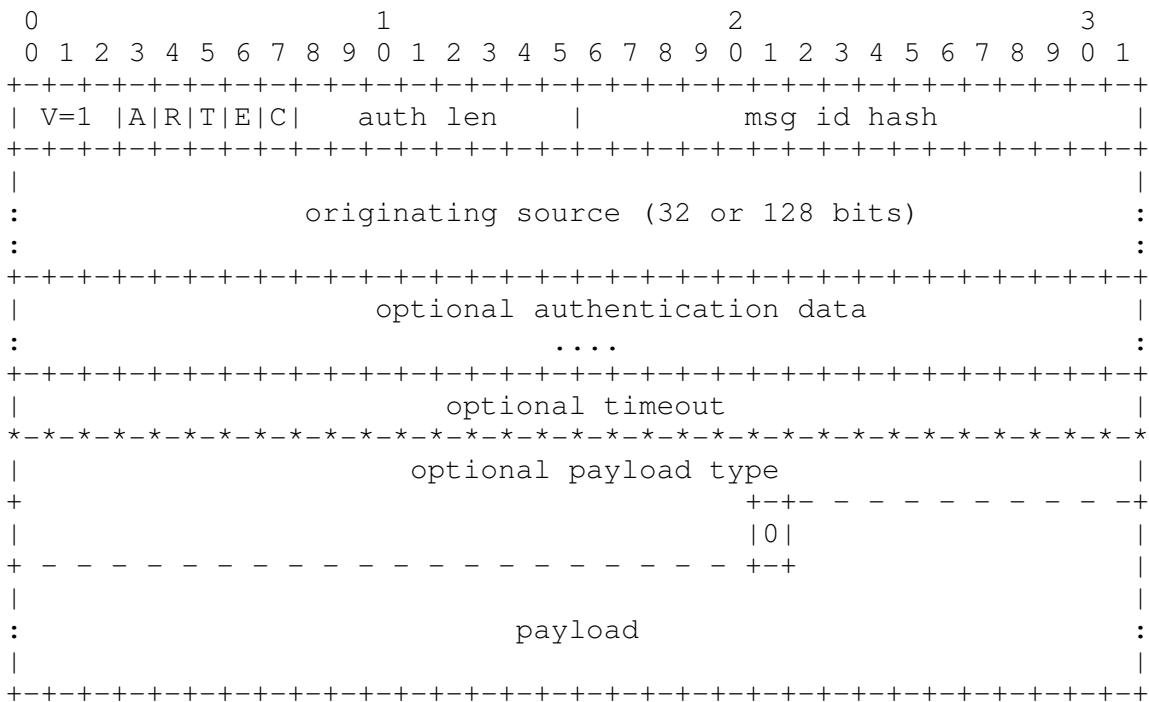 0                   1                   2                   3
 0 1 2 3 4 5 6 7 8 9 0 1 2 3 4 5 6 7 8 9 0 1 2 3 4 5 6 7 8 9 0 1
+-+-+-+-+-+-+-+-+-+-+-+-+-+-+-+-+-+-+-+-+-+-+-+-+-+-+-+-+-+-+-+-+
| V=1 |A|R|T|E|C|   auth len    |         msg id hash           |
+-+-+-+-+-+-+-+-+-+-+-+-+-+-+-+-+-+-+-+-+-+-+-+-+-+-+-+-+-+-+-+-+
|                                                               |
:                originating source (32 or 128 bits)            :
:                                                               :
+-+-+-+-+-+-+-+-+-+-+-+-+-+-+-+-+-+-+-+-+-+-+-+-+-+-+-+-+-+-+-+-+
|                    optional authentication data               |
:                              ....                             :
+-+-+-+-+-+-+-+-+-+-+-+-+-+-+-+-+-+-+-+-+-+-+-+-+-+-+-+-+-+-+-+-+
|                        optional timeout                       |
*-*-*-*-*-*-*-*-*-*-*-*-*-*-*-*-*-*-*-*-*-*-*-*-*-*-*-*-*-*-*-*-*
|                      optional payload type                    |
+                                         +-+- - - - - - - - - -+
|                                         |0|                   |
+ - - - - - - - - - - - - - - - - - - - - +-+                   |
|                                                               |
:                            payload                            :
|                                                               |
+-+-+-+-+-+-+-+-+-+-+-+-+-+-+-+-+-+-+-+-+-+-+-+-+-+-+-+-+-+-+-+-+